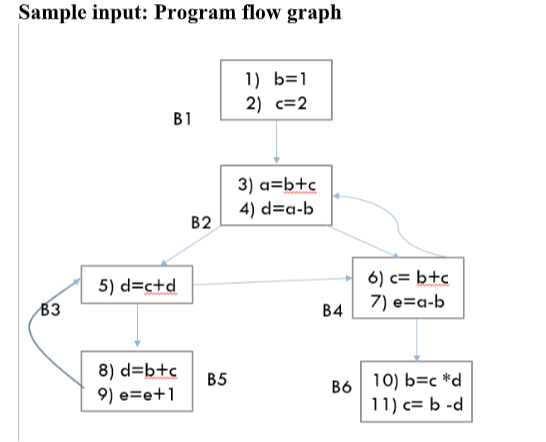 Sample input: Program flow graph
1) b=1
2) c=2
B1
3) a=b+c
4) d=a-b
B2
5) d=c+d
B3
6) c= b+c
7) e=a-b
B4
8) d=b+c
9) e=e+1
B5
B6
10) b=c *d
11) c= b -d